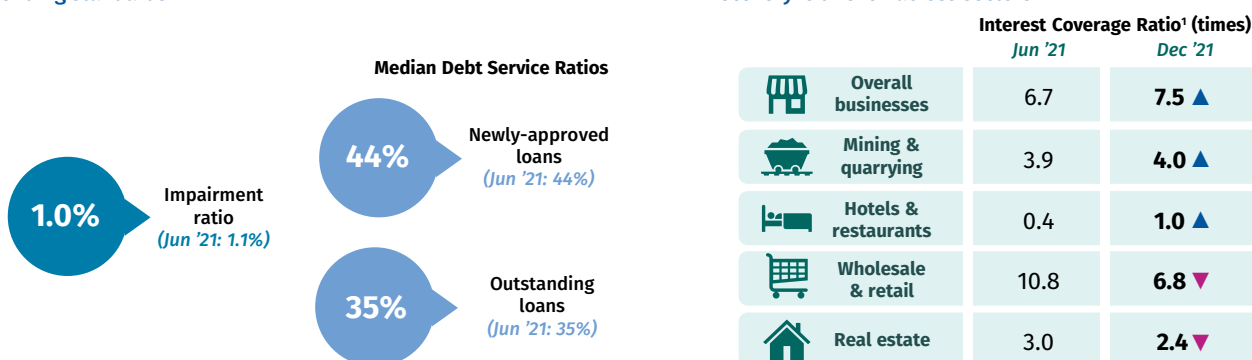 Median Debt Service Ratios
1.0%
Impairment
ratio
(Jun ’21: 1.1%)
44%
Newly-approved
loans
(Jun ’21: 44%)
35%
Outstanding
loans
(Jun ’21: 35%)
Interest Coverage Ratio¹ (times)
Jun ’21 Dec ’21
Overall
businesses
6.7 7.5 ▲
Mining &
quarrying
3.9 4.0 ▲
Hotels &
restaurants
0.4 1.0 ▲
Wholesale
& retail
10.8 6.8 ▼
Real estate 3.0 2.4 ▼